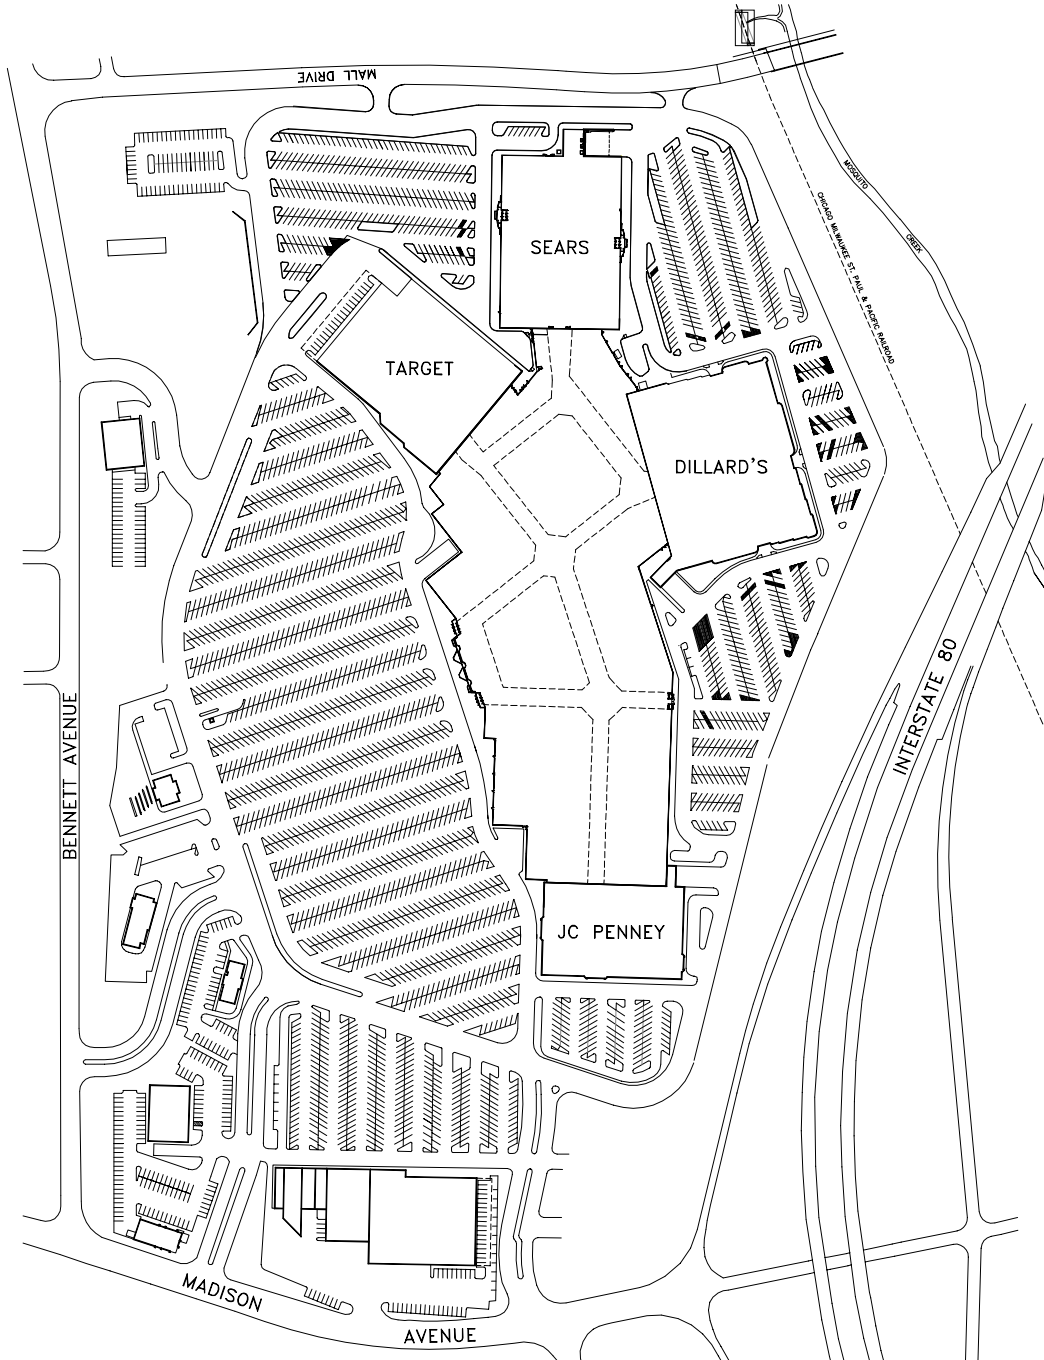 MALL DRIVE
MOSQUITO
CREEK
CHICAGO MILWAUKEE ST. PAUL & PACIFIC RAILROAD
SEARS
TARGET
DILLARD'S
INTERSTATE 80
BENNETT AVENUE
JC PENNEY
MADISON
AVENUE